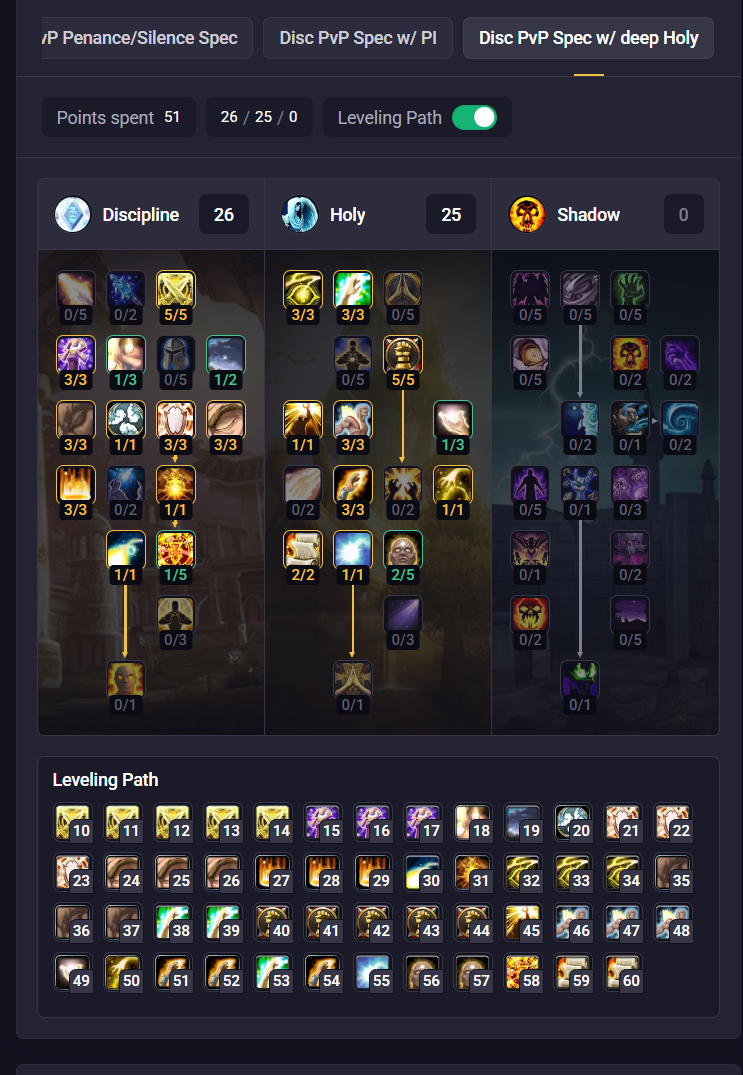 vP Penance/Silence Spec Disc PvP Spec w/ PI Disc PvP Spec w/ deep Holy
Points spent 51 26 / 25 / 0 Leveling Path
Discipline 26 Holy 25 Shadow 0
0/5 0/2 5/5 3/3 3/3 0/5 0/5 0/5 0/5
3/3 1/3 0/5 1/2 0/5 5/5 0/5 0/2 0/2
3/3 1/1 3/3 3/3 1/1 3/3 1/3 0/2 0/1 0/2
3/3 0/2 1/1 0/2 3/3 0/2 1/1 0/5 0/1 0/3
1/1 1/5 2/2 1/1 2/5 0/1 0/2
0/3 0/3 0/2 0/5
0/1 0/1 0/1
Leveling Path
10 11 12 13 14 15 16 17 18 19 20 21 22
23 24 25 26 27 28 29 30 31 32 33 34 35
36 37 38 39 40 41 42 43 44 45 46 47 48
49 50 51 52 53 54 55 56 57 58 59 60